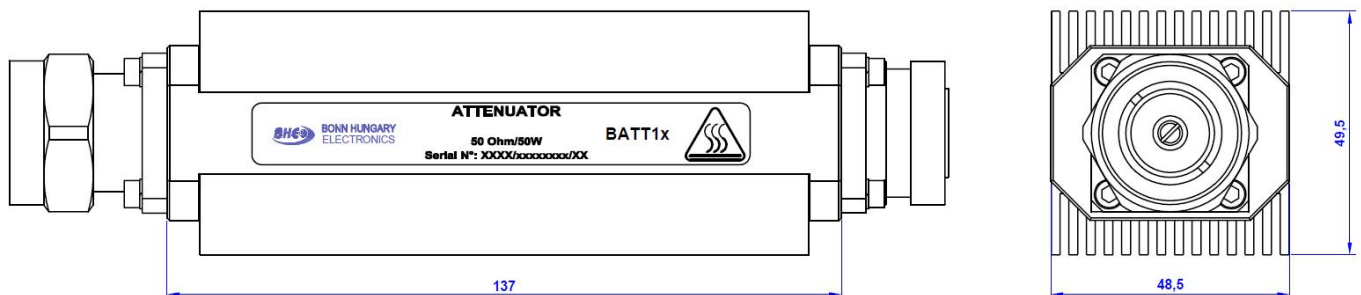 ATTENUATOR
BHE BONN HUNGARY
ELECTRONICS
50 Ohm/50W
Serial N°: XXXX/xxxxxxxx/XX
BATT1x
137
48,5
49,5